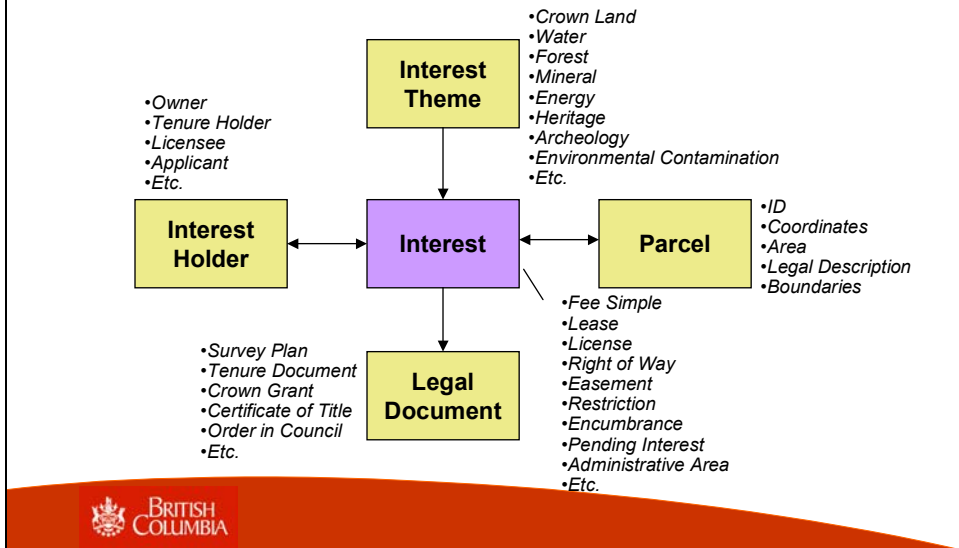 •Crown Land
•Water
•Forest
•Mineral
•Energy
•Heritage
•Archeology
•Environmental Contamination
•Etc.
Interest
Theme
•Owner
•Tenure Holder
•Licensee
•Applicant
•Etc.
Interest
Holder
Interest
Parcel
•ID
•Coordinates
•Area
•Legal Description
•Boundaries
•Fee Simple
•Lease
•License
•Right of Way
•Easement
•Restriction
•Encumbrance
•Pending Interest
•Administrative Area
•Etc.
•Survey Plan
•Tenure Document
•Crown Grant
•Certificate of Title
•Order in Council
•Etc.
Legal
Document
BRITISH
COLUMBIA